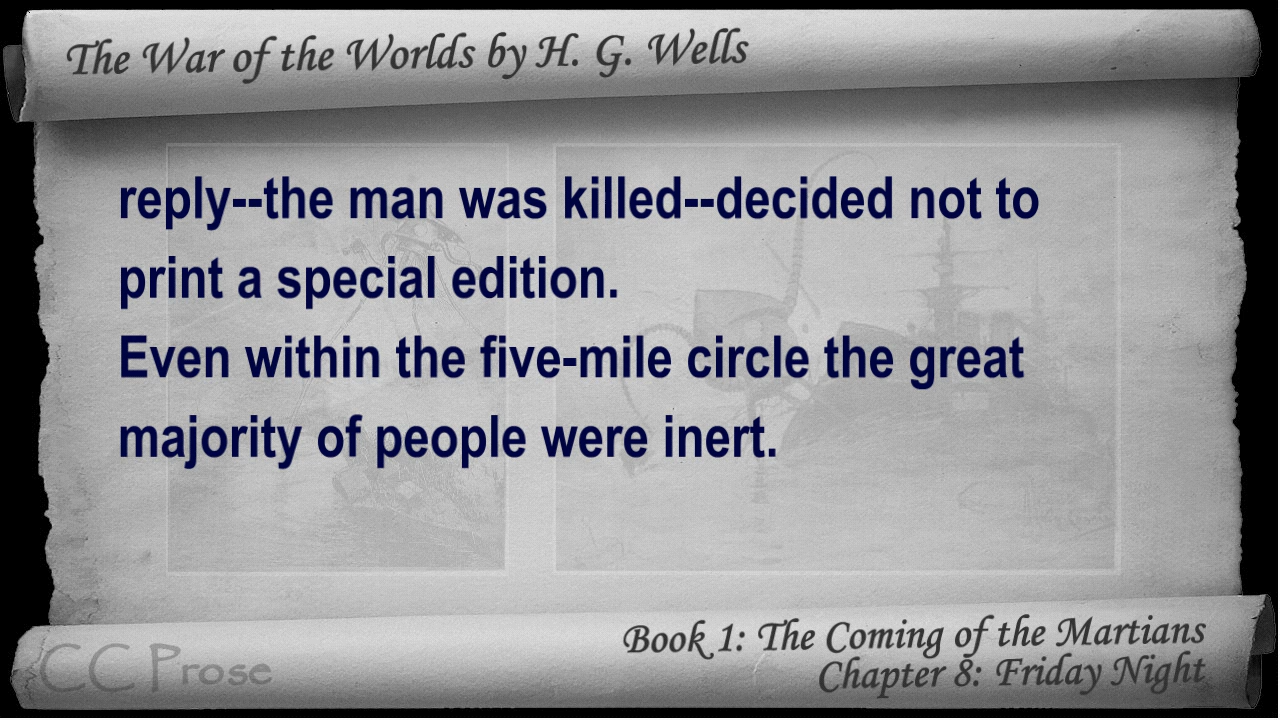 The War of the Worlds by H. G. Wells
reply--the man was killed--decided not to
print a special edition.
Even within the five-mile circle the great
majority of people were inert.
Book 1: The Coming of the Martians
Chapter 8: Friday Night
CC Prose